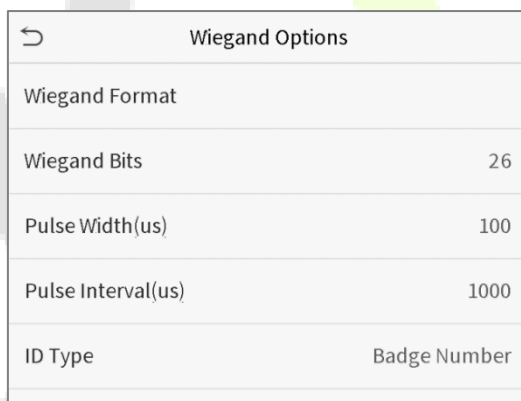 Wiegand Options
Wiegand Format
Wiegand Bits 26
Pulse Width(us) 100
Pulse Interval(us) 1000
ID Type Badge Number